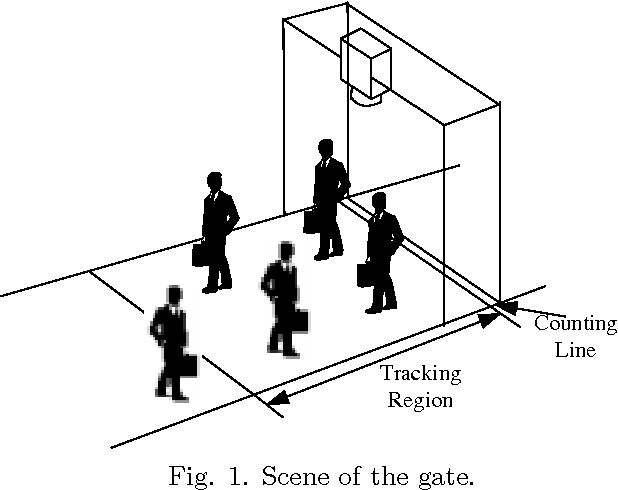 Counting
Line
Tracking
Region
Fig. 1. Scene of the gate.